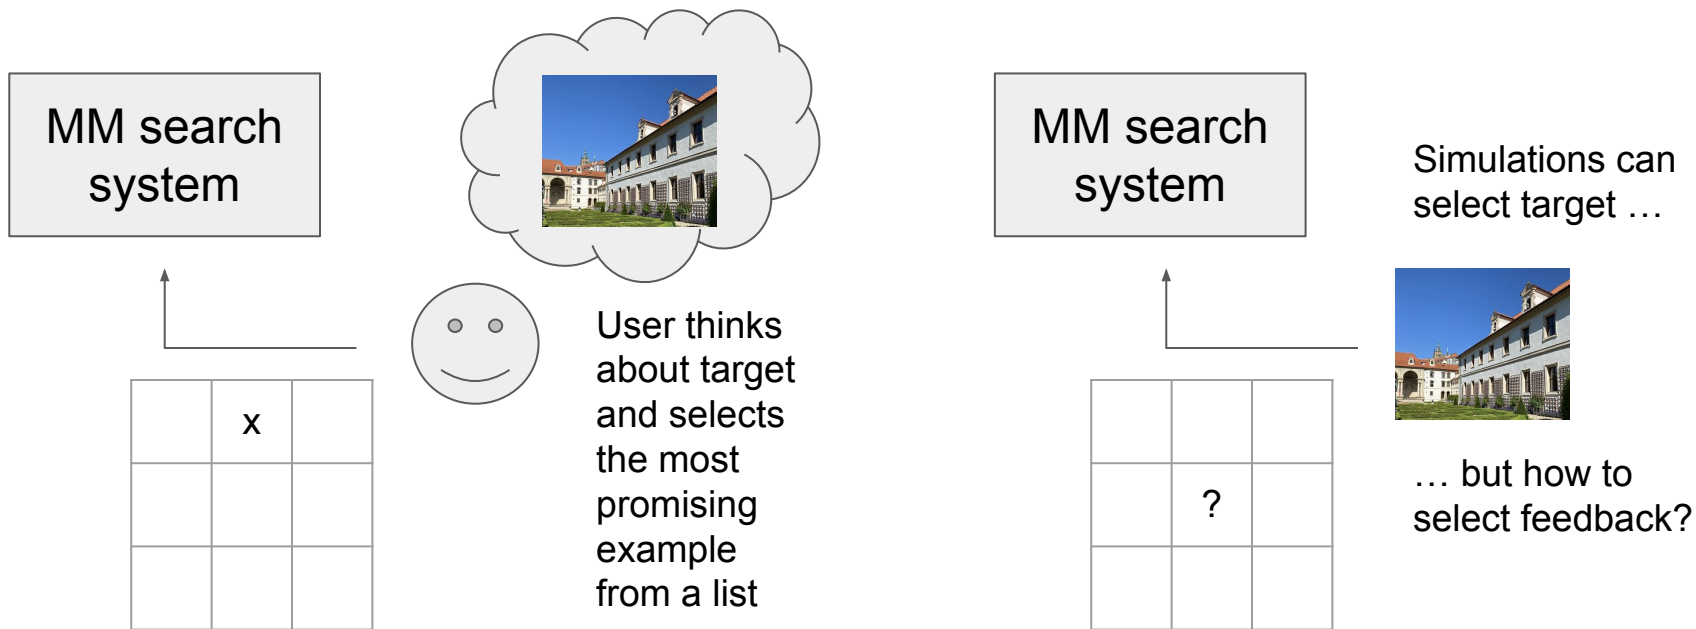 MM search
system
x
User thinks
about target
and selects
the most
promising
example
from a list
MM search
system
Simulations can
select target …
?
… but how to
select feedback?